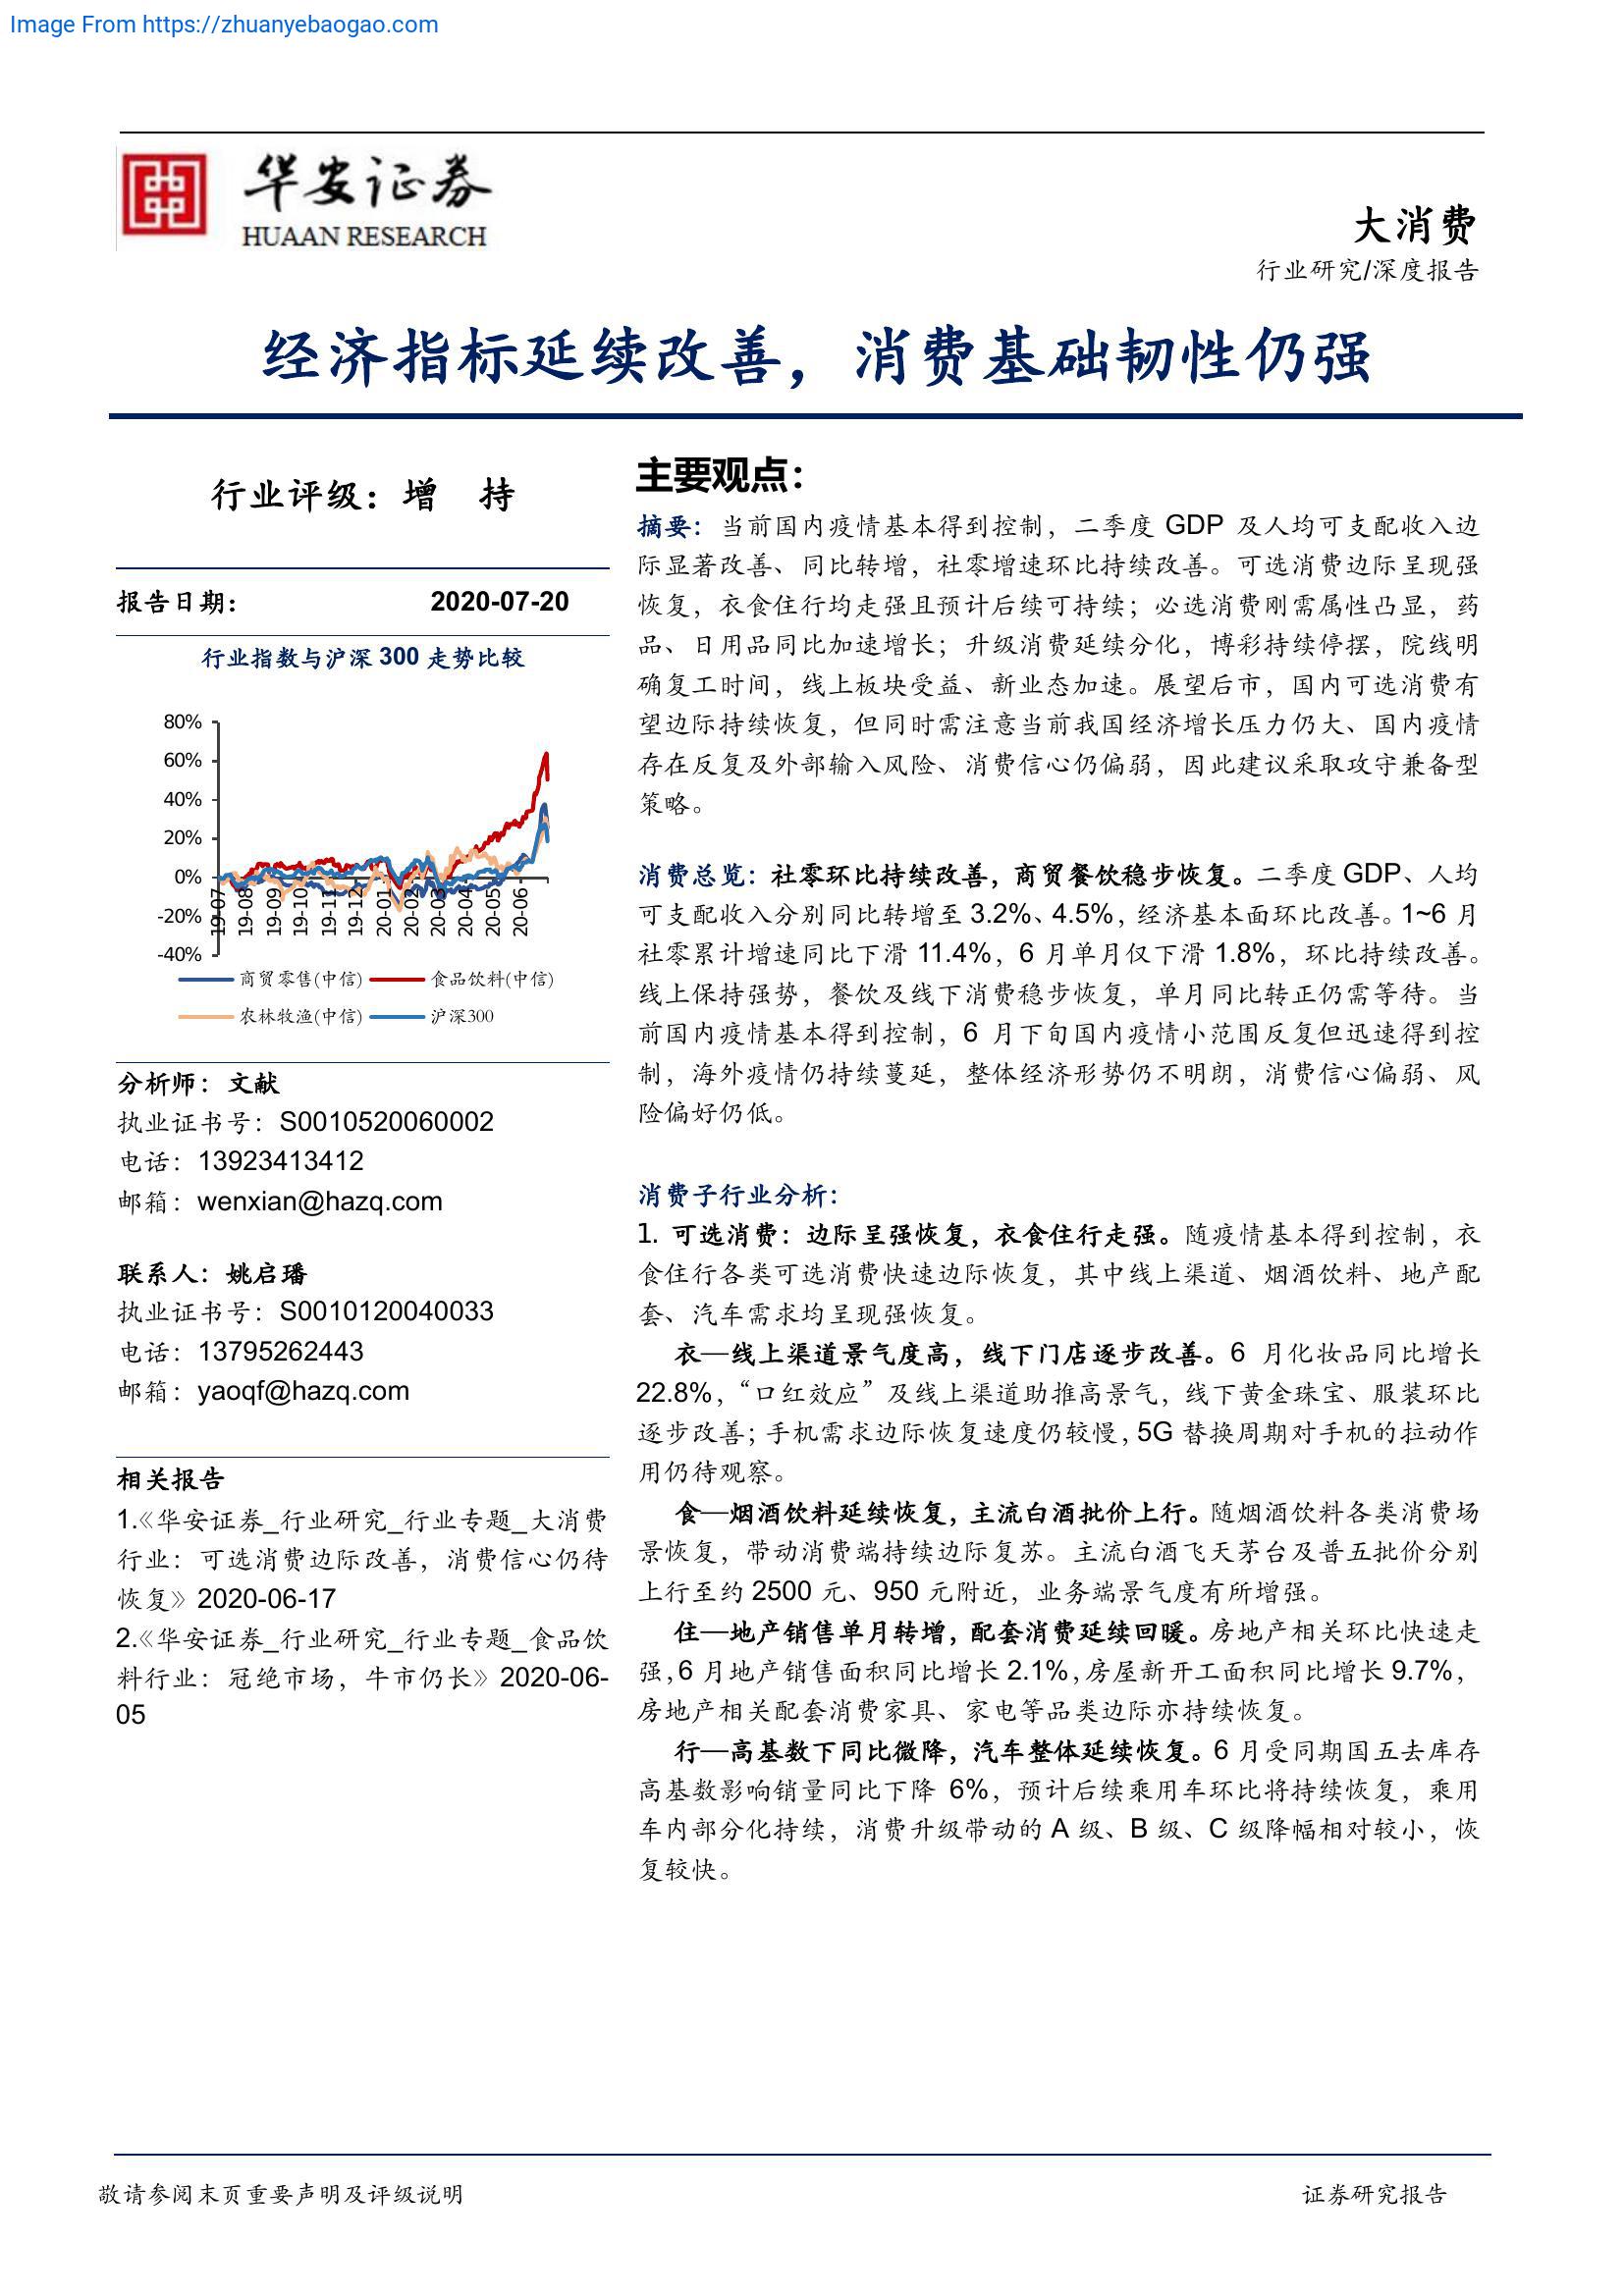 Image From https://zhuanyebaogao.com
华安证券
HUAAN RESEARCH
大消费
行业研究/深度报告
经济指标延续改善，消费基础韧性仍强
行业评级：增 持
报告日期： 2020-07-20
行业指数与沪深 300 走势比较
80%
60%
40%
20%
0%
-20%
-40%
19-07
19-08
19-09
19-10
19-11
19-12
20-01
20-02
20-03
20-04
20-05
20-06
商贸零售(中信) 食品饮料(中信)
农林牧渔(中信) 沪深300
分析师：文献
执业证书号：S0010520060002
电话：13923413412
邮箱：wenxian@hazq.com
联系人：姚启璠
执业证书号：S0010120040033
电话：13795262443
邮箱：yaoqf@hazq.com
相关报告
1.《华安证券_行业研究_行业专题_大消费
行业：可选消费边际改善，消费信心仍待
恢复》2020-06-17
2.《华安证券_行业研究_行业专题_食品饮
料行业：冠绝市场，牛市仍长》2020-06-
05
主要观点：
摘要：当前国内疫情基本得到控制，二季度 GDP 及人均可支配收入边
际显著改善、同比转增，社零增速环比持续改善。可选消费边际呈现强
恢复，衣食住行均走强且预计后续可持续；必选消费刚需属性凸显，药
品、日用品同比加速增长；升级消费延续分化，博彩持续停摆，院线明
确复工时间，线上板块受益、新业态加速。展望后市，国内可选消费有
望边际持续恢复，但同时需注意当前我国经济增长压力仍大、国内疫情
存在反复及外部输入风险、消费信心仍偏弱，因此建议采取攻守兼备型
策略。
消费总览：社零环比持续改善，商贸餐饮稳步恢复。二季度 GDP、人均
可支配收入分别同比转增至 3.2%、4.5%，经济基本面环比改善。1~6 月
社零累计增速同比下滑 11.4%，6 月单月仅下滑 1.8%，环比持续改善。
线上保持强势，餐饮及线下消费稳步恢复，单月同比转正仍需等待。当
前国内疫情基本得到控制，6 月下旬国内疫情小范围反复但迅速得到控
制，海外疫情仍持续蔓延，整体经济形势仍不明朗，消费信心偏弱、风
险偏好仍低。
消费子行业分析：
1. 可选消费：边际呈强恢复，衣食住行走强。随疫情基本得到控制，衣
食住行各类可选消费快速边际恢复，其中线上渠道、烟酒饮料、地产配
套、汽车需求均呈现强恢复。
衣—线上渠道景气度高，线下门店逐步改善。6 月化妆品同比增长
22.8%，“口红效应”及线上渠道助推高景气，线下黄金珠宝、服装环比
逐步改善；手机需求边际恢复速度仍较慢，5G 替换周期对手机的拉动作
用仍待观察。
食—烟酒饮料延续恢复，主流白酒批价上行。随烟酒饮料各类消费场
景恢复，带动消费端持续边际复苏。主流白酒飞天茅台及普五批价分别
上行至约 2500 元、950 元附近，业务端景气度有所增强。
住—地产销售单月转增，配套消费延续回暖。房地产相关环比快速走
强，6 月地产销售面积同比增长 2.1%，房屋新开工面积同比增长 9.7%，
房地产相关配套消费家具、家电等品类边际亦持续恢复。
行—高基数下同比微降，汽车整体延续恢复。6 月受同期国五去库存
高基数影响销量同比下降 6%，预计后续乘用车环比将持续恢复，乘用
车内部分化持续，消费升级带动的 A 级、B 级、C 级降幅相对较小，恢
复较快。
敬请参阅末页重要声明及评级说明 证券研究报告